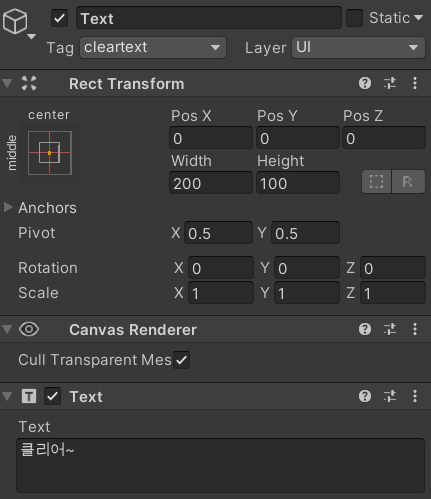 Text Static
Tag cleartext Layer UI
Rect Transform
center
middle
Pos X Pos Y Pos Z
0 0 0
Width Height
200 100
R
Anchors
Pivot X 0.5 Y 0.5
Rotation X 0 Y 0 Z 0
Scale X 1 Y 1 Z 1
Canvas Renderer
Cull Transparent Mes
T Text
Text
클리어~